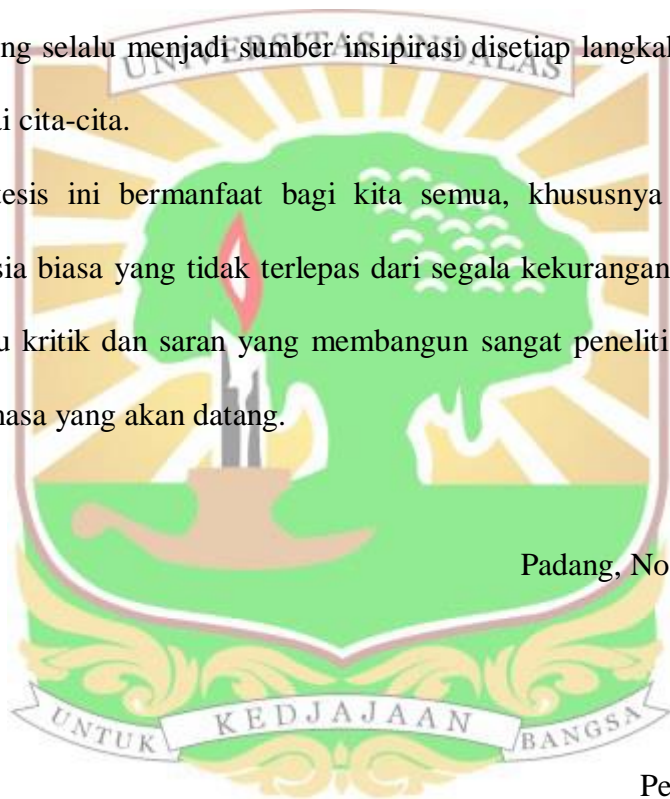 UNIVERSITAS ANDALAS
ng selalu menjadi sumber insipirasi disetiap langkal
ai cita-cita.
tesis ini bermanfaat bagi kita semua, khususnya
sia biasa yang tidak terlepas dari segala kekurangan
u kritik dan saran yang membangun sangat peneliti
nasa yang akan datang.
Padang, No
UNTUK KEDJAJAAN BANGSA
Pe